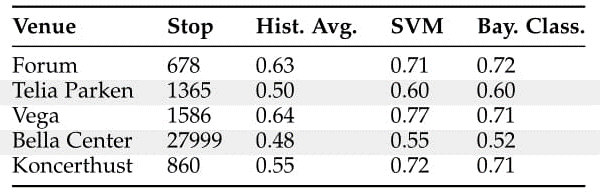 Venue Stop Hist. Avg. SVM Bay. Class.
Forum 678 0.63 0.71 0.72
Telia Parken 1365 0.50 0.60 0.60
Vega 1586 0.64 0.77 0.71
Bella Center 27999 0.48 0.55 0.52
Koncerthust 860 0.55 0.72 0.71